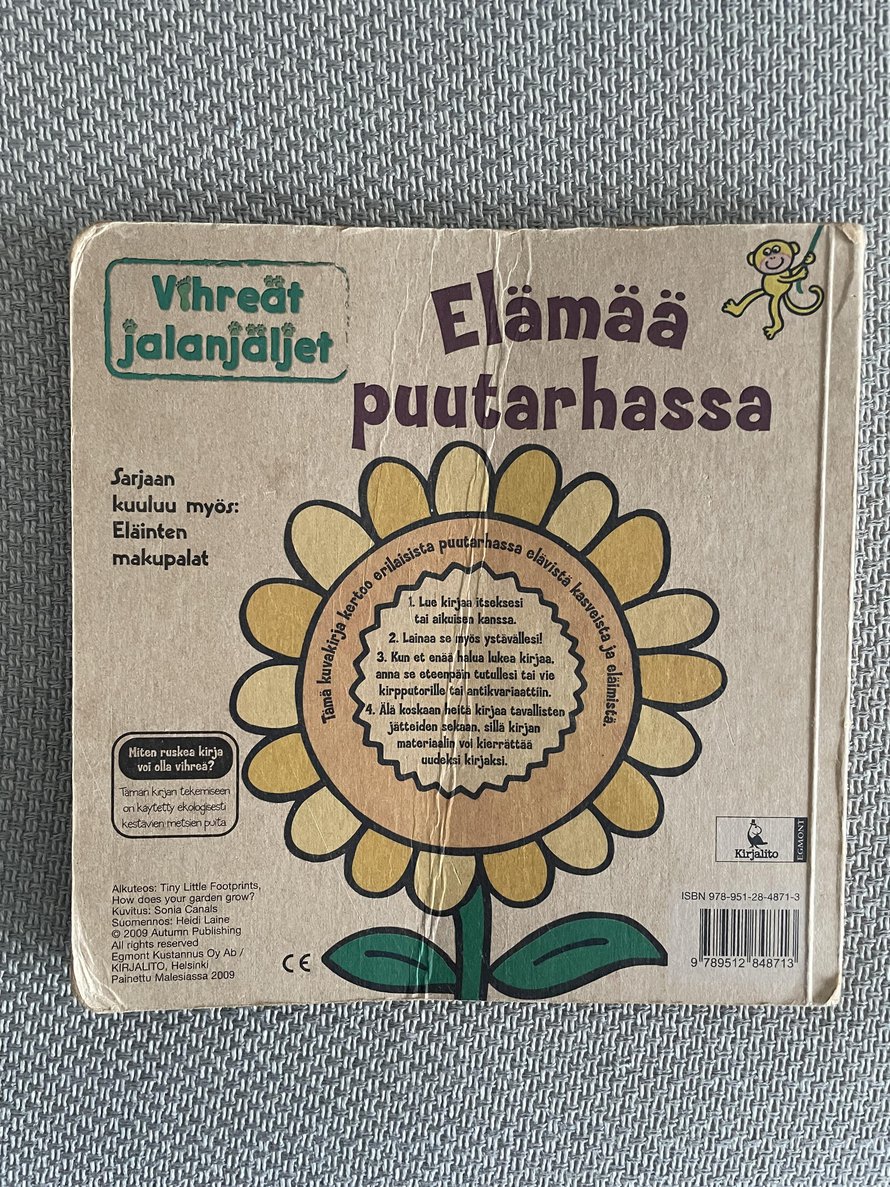 Vihreät
jalanjäljet
Elämää
puutarhassa
Sarjaan
kuuluu myös:
Eläinten
makupalat
Tämä kuvakirja kertoo erilaisista puutarhassa elävistä kasveista ja eläimistä.
1. Lue kirjaa itseksesi
tai aikuisen kanssa.
2. Lainaa se myös ystävällesi!
3. Kun et enää halua lukea kirjaa,
anna se eteenpäin tutullesi tai vie
kirpputorille tai antikvariaattiin.
4. Älä koskaan heitä kirjaa tavallisten
jätteiden sekaan, sillä kirjan
materiaalin voi kierrättää
uudeksi kirjaksi.
Miten ruskea kirja
voi olla vihreä?
Tämän kirjan tekemiseen
on käytetty ekologisesti
kestävien metsien puita
Alkuteos: Tiny Little Footprints,
How does your garden grow?
Kuvitus: Sonia Canals
Suomennos: Heidi Laine
© 2009 Autumn Publishing
All rights reserved
Egmont Kustannus Oy Ab /
KIRJALITO, Helsinki
Painettu Malesiassa 2009
CE
Kirjalito
EGMONT
ISBN 978-951-28-4871-3
9 789512 848713